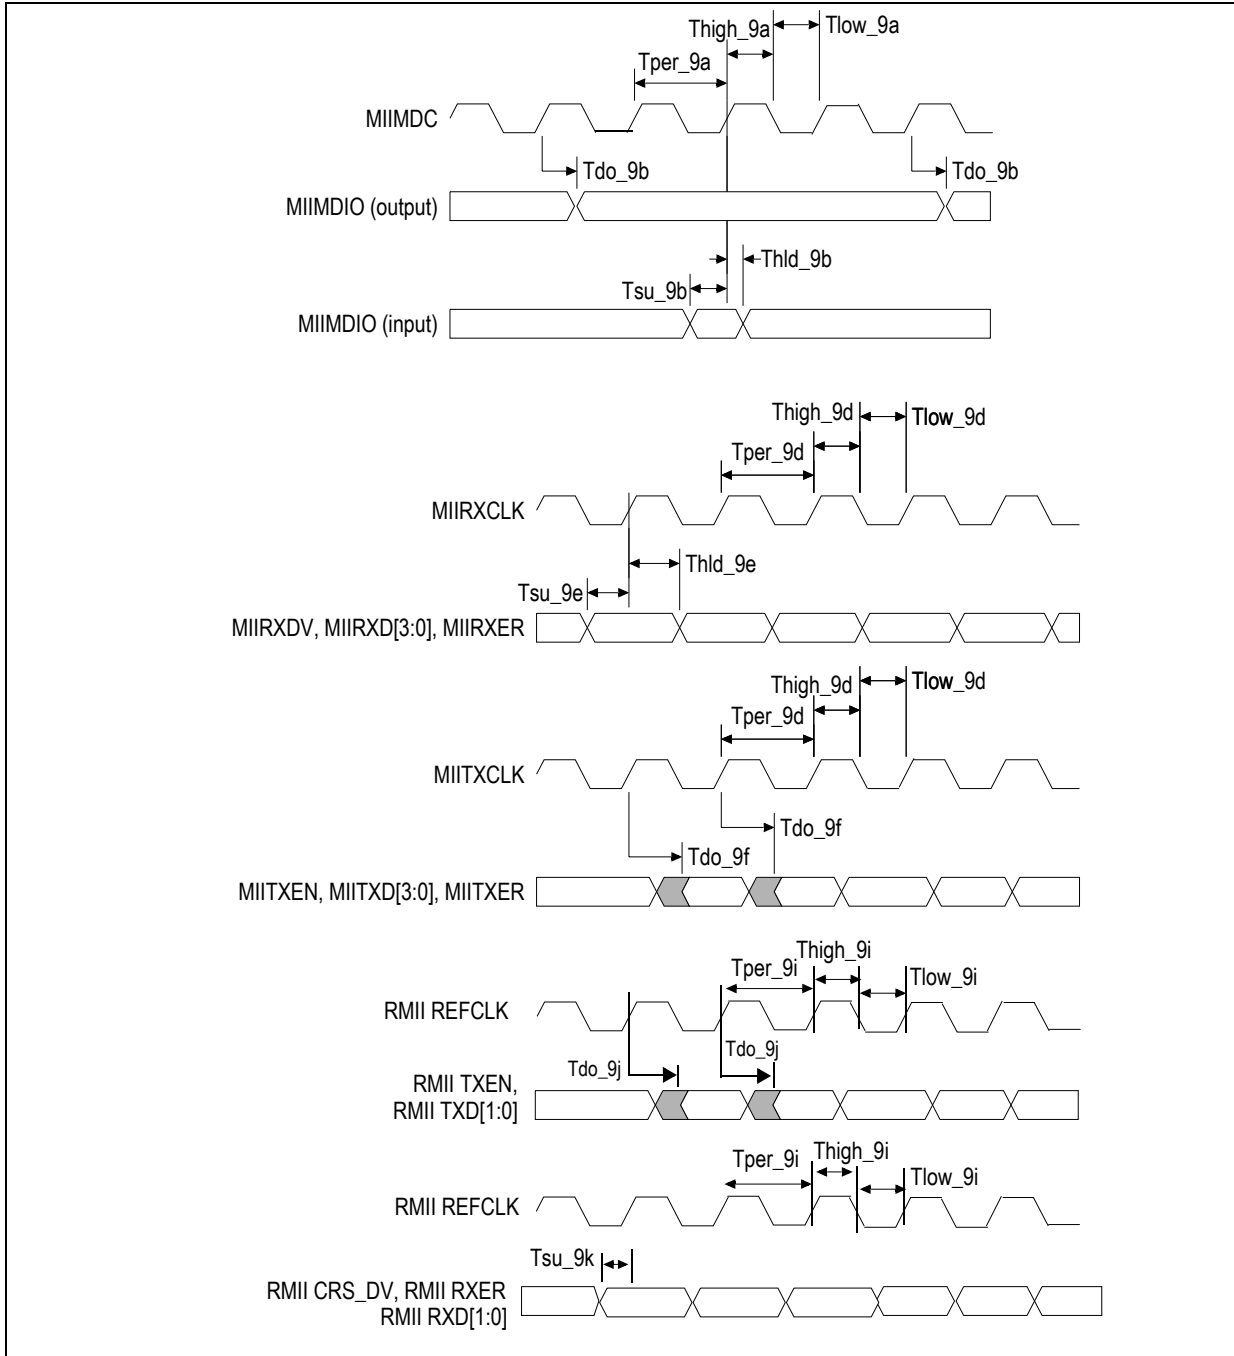 Thigh_9a
Tlow_9a
Tper_9a
MIIMDC
Tdo_9b
Tdo_9b
MIIMDIO (output)
Thld_9b
Tsu_9b
MIIMDIO (input)
Thigh_9d
Tlow_9d
Tper_9d
MIIRXCLK
Thld_9e
Tsu_9e
MIIRXDV, MIIRXD[3:0], MIIRXER
Thigh_9d
Tlow_9d
Tper_9d
MIITXCLK
Tdo_9f
Tdo_9f
MIITXEN, MIITXD[3:0], MIITXER
Thigh_9i
Tper_9i
Tlow_9i
RMII REFCLK
Tdo_9j
Tdo_9j
RMII TXEN,
RMII TXD[1:0]
Thigh_9i
Tper_9i
Tlow_9i
RMII REFCLK
Tsu_9k
RMII CRS_DV, RMII RXER
RMII RXD[1:0]